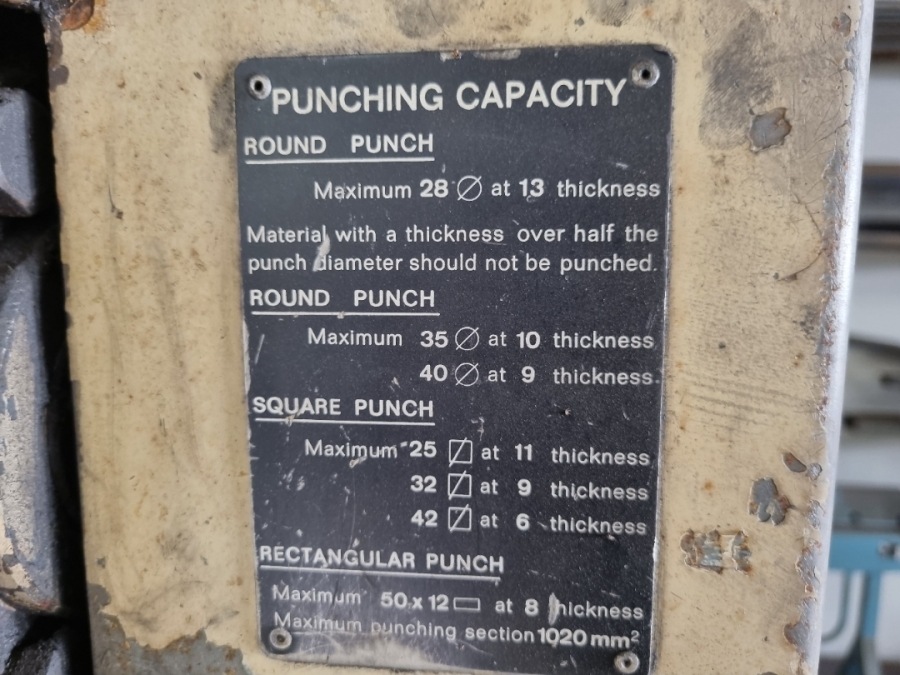 PUNCHING CAPACITY
ROUND PUNCH
Maximum 28 ∅ at 13 thickness
Material with a thickness over half the
punch diameter should not be punched.
ROUND PUNCH
Maximum 35 ∅ at 10 thickness
40 ∅ at 9 thickness.
SQUARE PUNCH
Maximum 25 ⍁ at 11 thickness
32 ⍁ at 9 thickness
42 ⍁ at 6 thickness
RECTANGULAR PUNCH
Maximum 50 x 12 ▭ at 8 thickness
Maximum punching section 1020 mm²